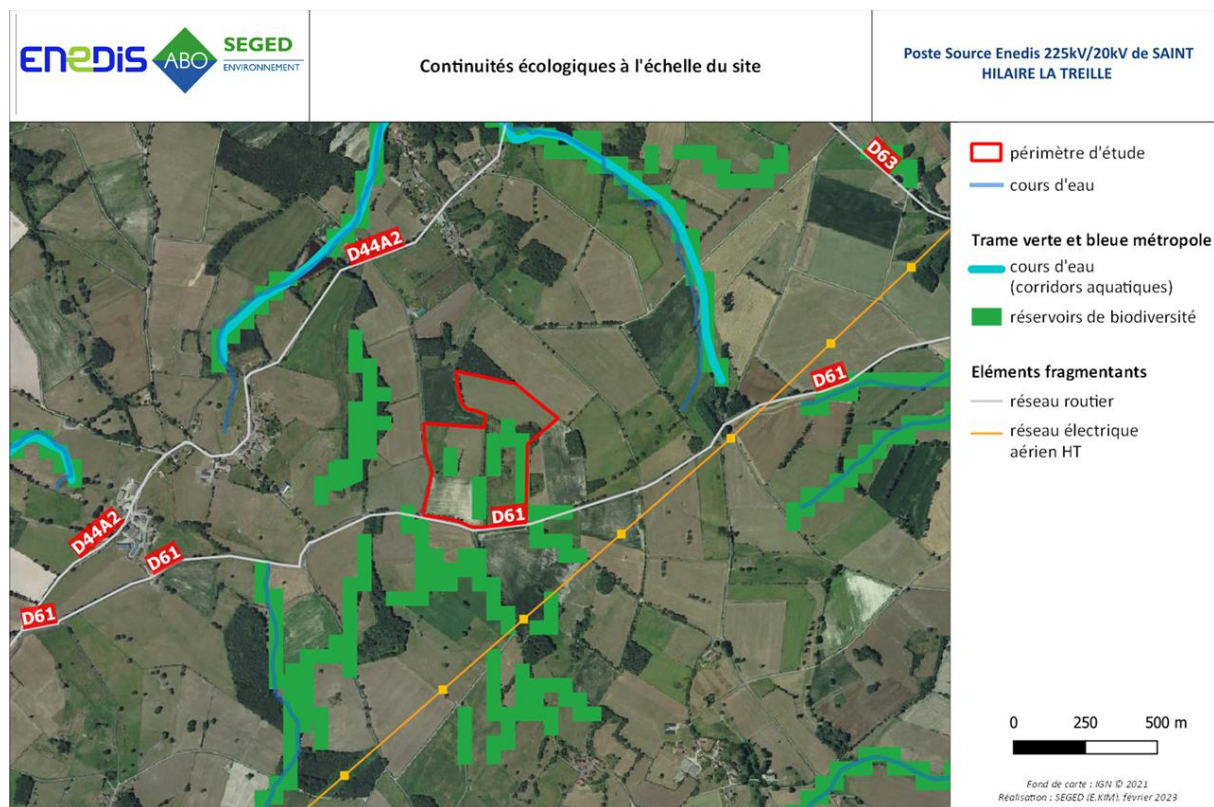 enedis
ABO
SEGED
ENVIRONNEMENT
Continuités écologiques à l'échelle du site
Poste Source Enedis 225kV/20kV de SAINT
HILAIRE LA TREILLE
D63
D44A2
D61
D61
D44A2
D61
D61
périmètre d'étude
cours d'eau
Trame verte et bleue métropole
cours d'eau
(corridors aquatiques)
réservoirs de biodiversité
Eléments fragmentants
réseau routier
réseau électrique
aérien HT
0 250 500 m
Fond de carte : IGN © 2021
Réalisation : SEGED (E.KIM), février 2023